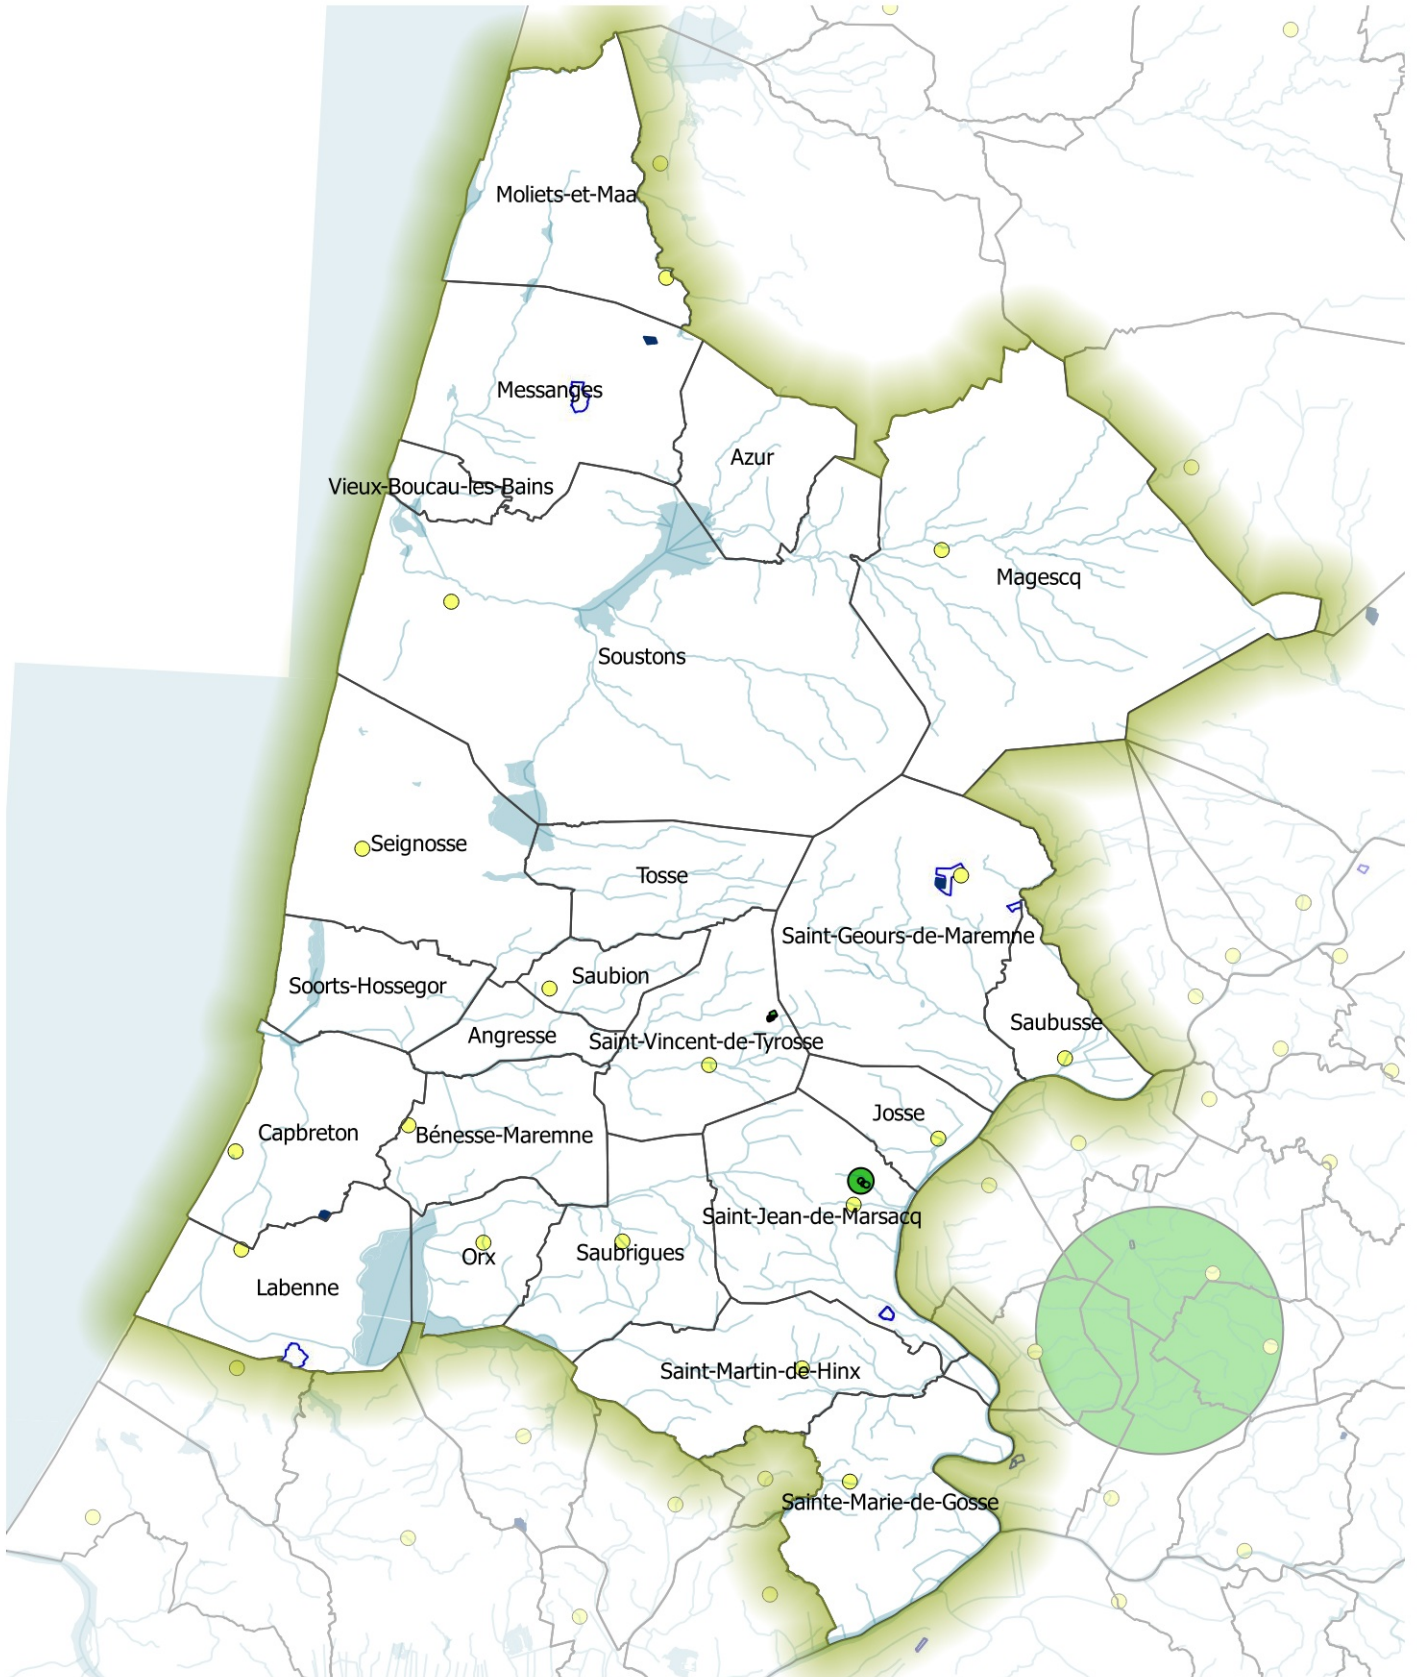 Moliets-et-Maa
Messanges
Azur
Vieux-Boucau-les-Bains
Magescq
Soustons
Seignosse
Tosse
Saint-Geours-de-Maremne
Saubion
Soorts-Hossegor
Saubusse
Angresse
Saint-Vincent-de-Tyrosse
Josse
Capbreton
Bénesse-Maremne
Saint-Jean-de-Marsacq
Saubrigues
Orx
Labenne
Saint-Martin-de-Hinx
Sainte-Marie-de-Gosse